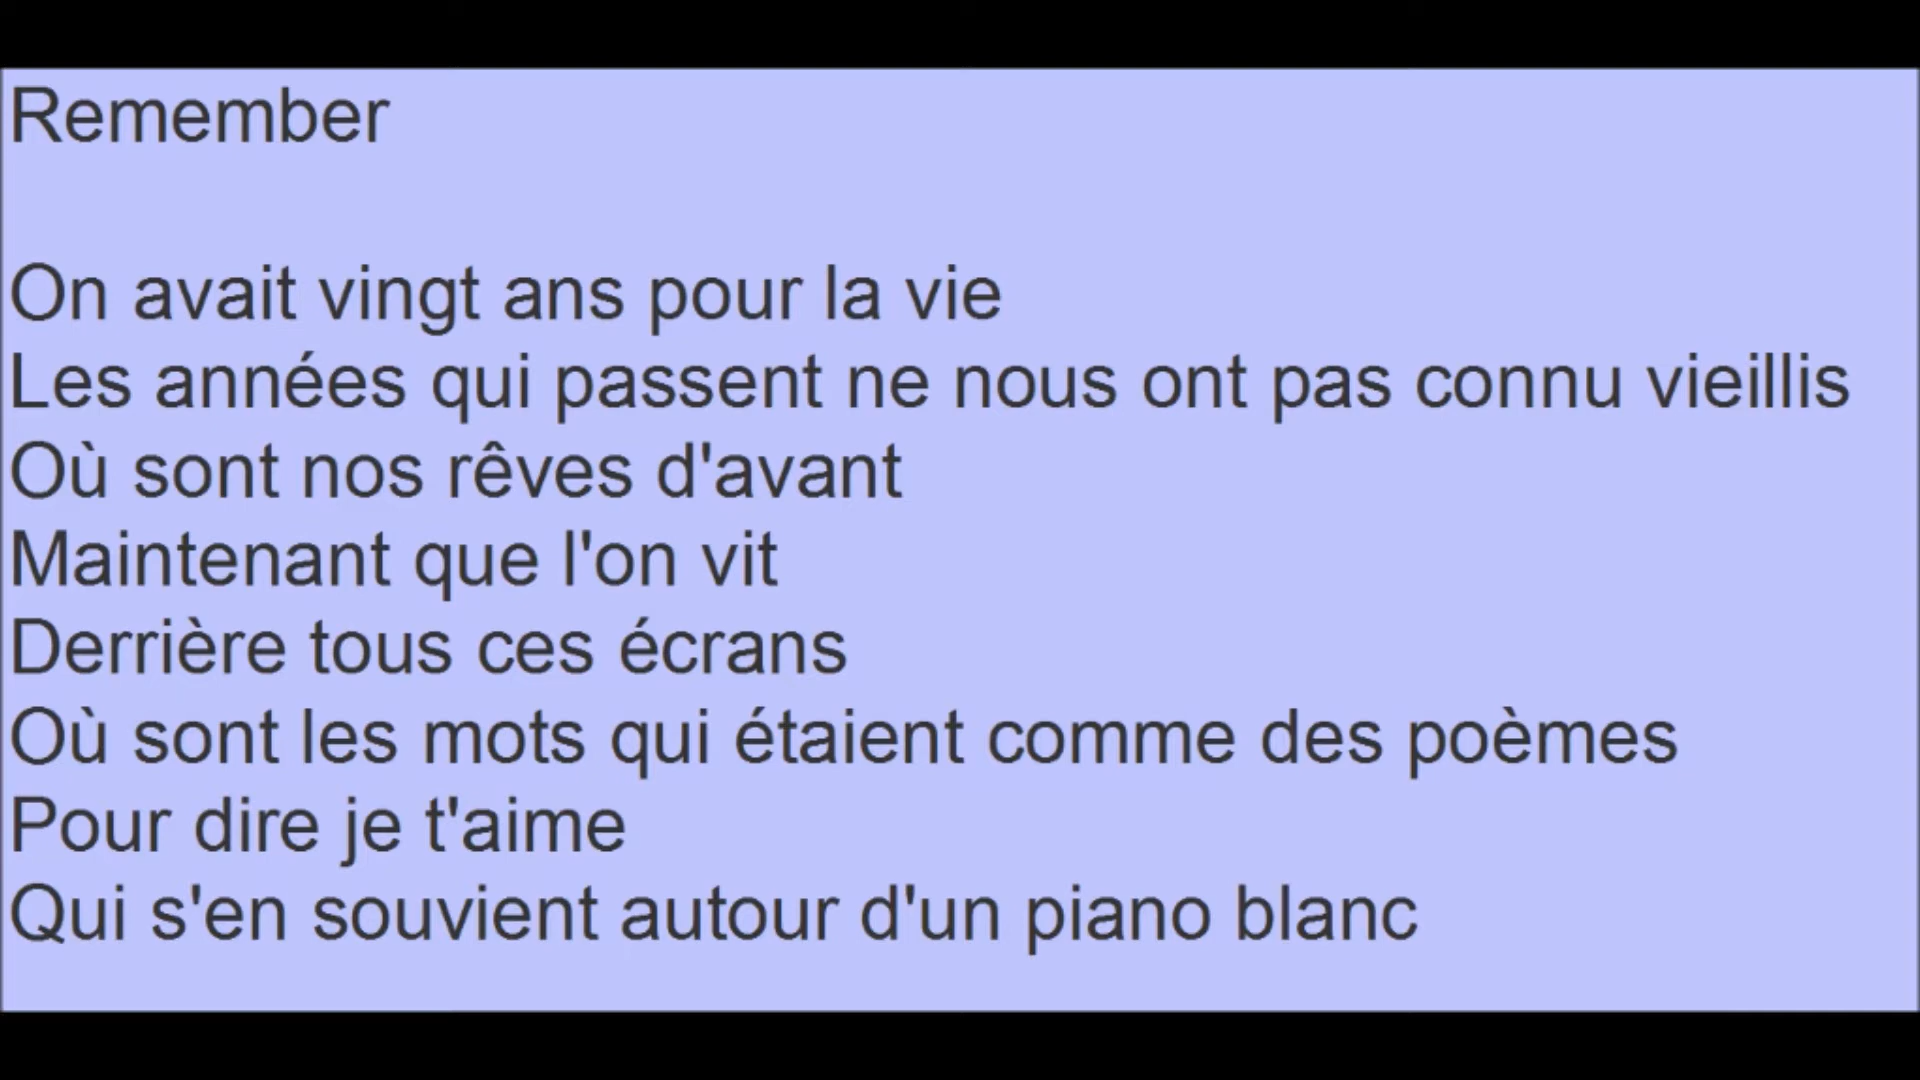 Remember
On avait vingt ans pour la vie
Les années qui passent ne nous ont pas connu vieillis
Où sont nos rêves d'avant
Maintenant que l'on vit
Derrière tous ces écrans
Où sont les mots qui étaient comme des poèmes
Pour dire je t'aime
Qui s'en souvient autour d'un piano blanc